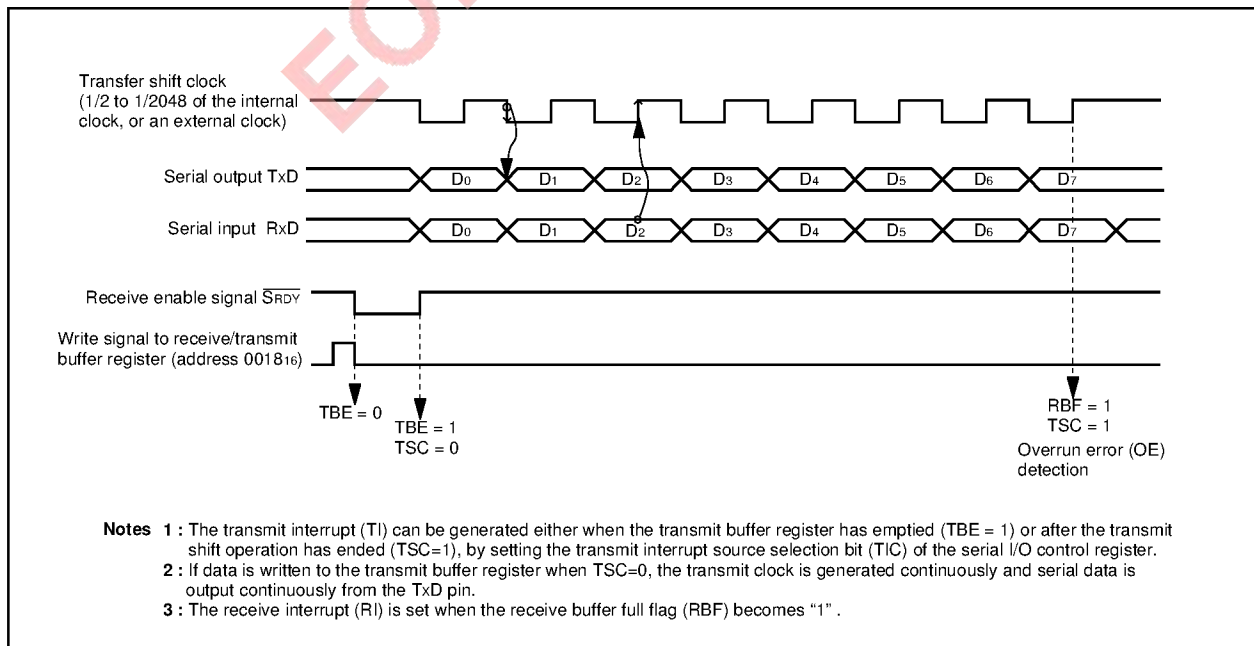 EOL
Transfer shift clock
(1/2 to 1/2048 of the internal
clock, or an external clock)
Serial output TxD
D0 D1 D2 D3 D4 D5 D6 D7
Serial input RxD
D0 D1 D2 D3 D4 D5 D6 D7
Receive enable signal S̅R̅D̅Y̅
Write signal to receive/transmit
buffer register (address 001816)
TBE = 0
TBE = 1
TSC = 0
RBF = 1
TSC = 1
Overrun error (OE)
detection
Notes 1 : The transmit interrupt (TI) can be generated either when the transmit buffer register has emptied (TBE = 1) or after the transmit
shift operation has ended (TSC=1), by setting the transmit interrupt source selection bit (TIC) of the serial I/O control register.
2 : If data is written to the transmit buffer register when TSC=0, the transmit clock is generated continuously and serial data is
output continuously from the TxD pin.
3 : The receive interrupt (RI) is set when the receive buffer full flag (RBF) becomes “1” .